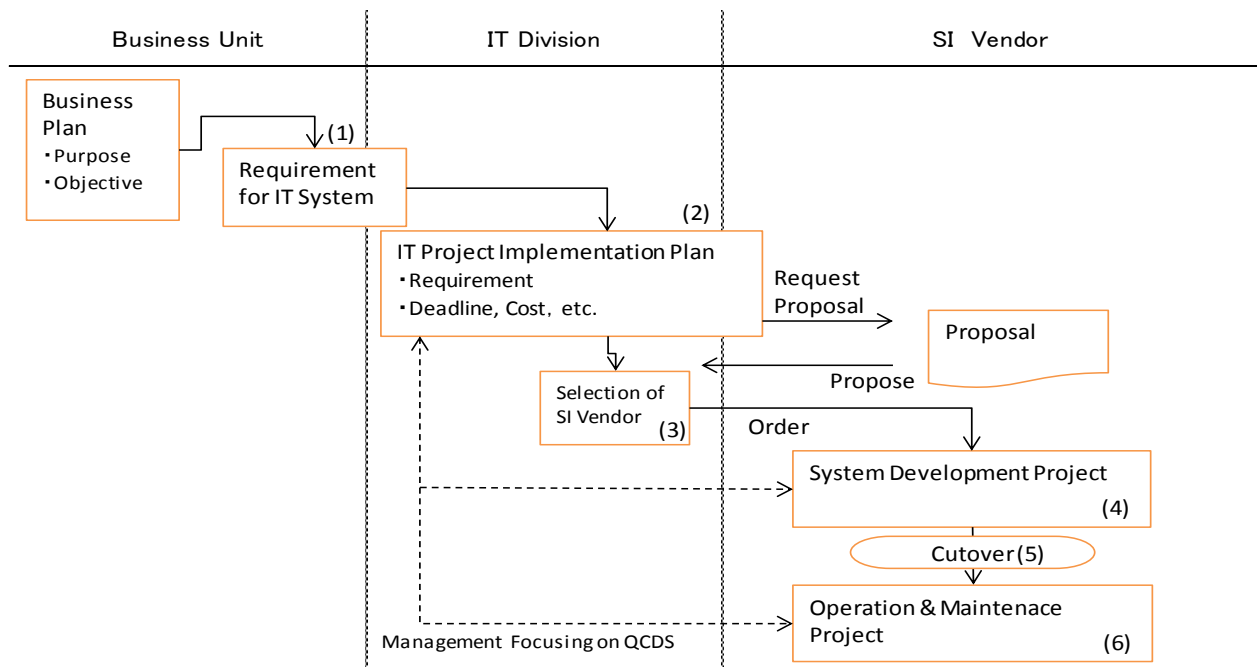 Business Unit
IT Division
SI Vendor
Business
Plan
・Purpose
・Objective
(1)
Requirement
for IT System
(2)
IT Project Implementation Plan
・Requirement
・Deadline, Cost, etc.
Request
Proposal
Proposal
Propose
Selection of
SI Vendor
(3)
Order
System Development Project
(4)
Cutover(5)
Operation & Maintenace
Project
(6)
Management Focusing on QCDS